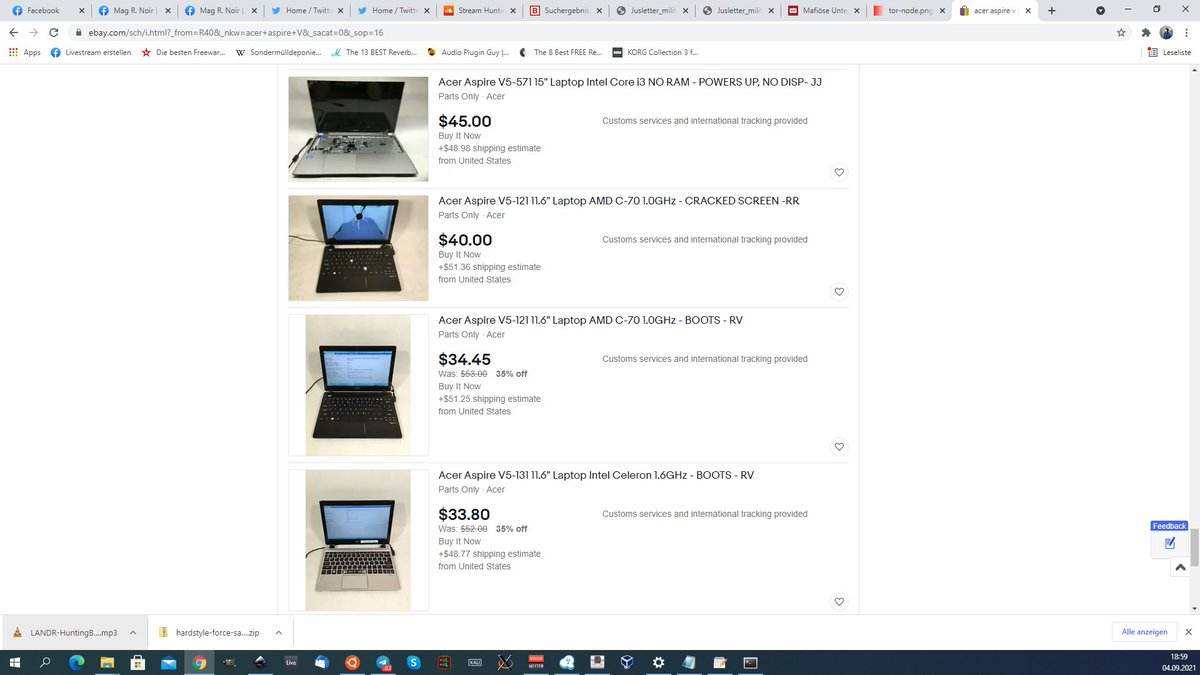 Facebook
Mag R. Noir |
Mag R. Noir |
Home / Twitte
Home / Twitte
Stream Hunti
Suchergebnis
Jusletter_milit
Jusletter_milit
Mafiöse Unte
tor-node.png
acer aspire v
ebay.com/sch/i.html?_from=R40&_nkw=acer+aspire+V&_sacat=0&_sop=16
Apps
Livestream erstellen
Die besten Freewar...
Sondermülldeponie...
The 13 BEST Reverb...
Audio Plugin Guy |...
The 8 Best FREE Re...
KORG Collection 3 f...
Leseliste
Acer Aspire V5-571 15" Laptop Intel Core i3 NO RAM - POWERS UP, NO DISP- JJ
Parts Only · Acer
$45.00
Customs services and international tracking provided
Buy It Now
+$48.98 shipping estimate
from United States
Acer Aspire V5-121 11.6" Laptop AMD C-70 1.0GHz - CRACKED SCREEN -RR
Parts Only · Acer
$40.00
Customs services and international tracking provided
Buy It Now
+$51.36 shipping estimate
from United States
Acer Aspire V5-121 11.6" Laptop AMD C-70 1.0GHz - BOOTS - RV
Parts Only · Acer
$34.45
Customs services and international tracking provided
Was: $53.00 35% off
Buy It Now
+$51.25 shipping estimate
from United States
Acer Aspire V5-131 11.6" Laptop Intel Celeron 1.6GHz - BOOTS - RV
Parts Only · Acer
$33.80
Customs services and international tracking provided
Was: $52.00 35% off
Buy It Now
+$48.77 shipping estimate
from United States
Feedback
LANDR-HuntingB....mp3
hardstyle-force-sa....zip
Alle anzeigen
Live
KALI
18:59
04.09.2021